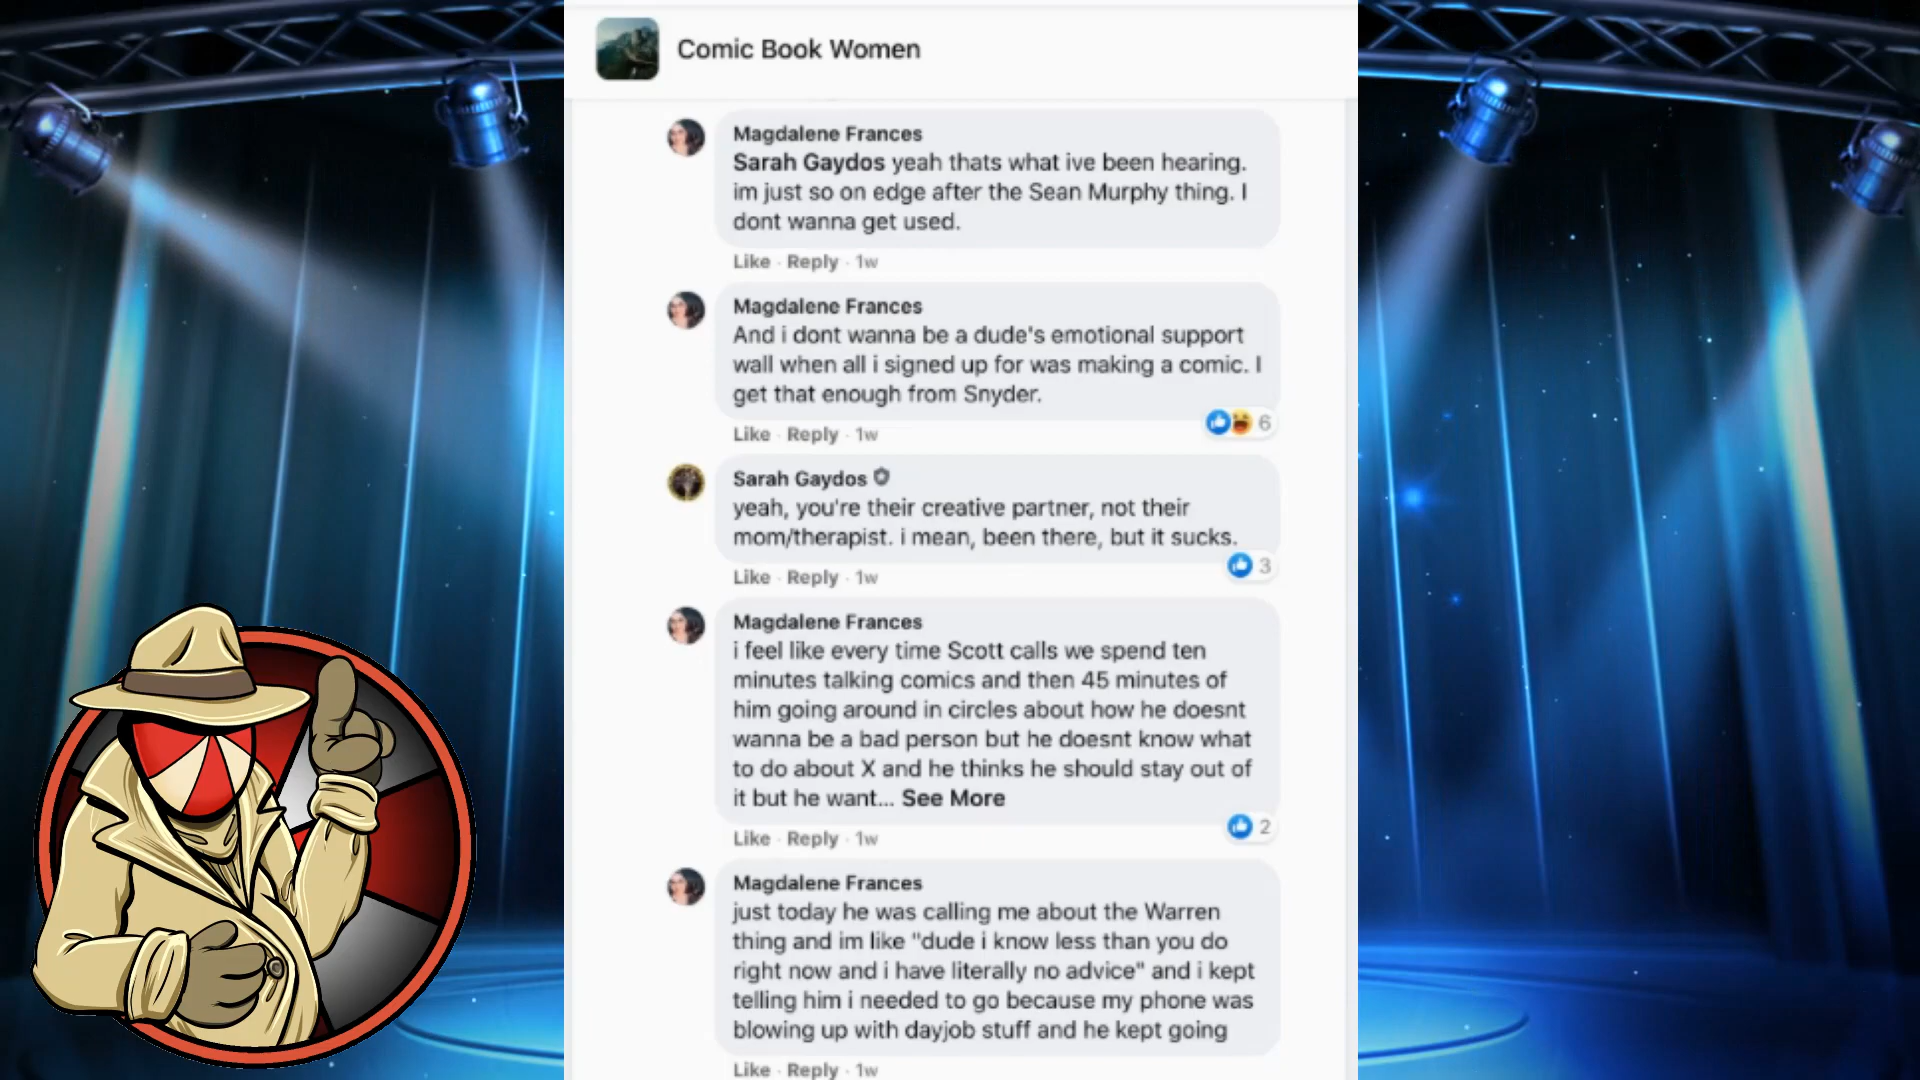 Comic Book Women
Magdalene Frances
Sarah Gaydos yeah thats what ive been hearing.
im just so on edge after the Sean Murphy thing. I
dont wanna get used.
Like · Reply · 1w
Magdalene Frances
And i dont wanna be a dude's emotional support
wall when all i signed up for was making a comic. I
get that enough from Snyder.
6
Like · Reply · 1w
Sarah Gaydos
yeah, you're their creative partner, not their
mom/therapist. i mean, been there, but it sucks.
3
Like · Reply · 1w
Magdalene Frances
i feel like every time Scott calls we spend ten
minutes talking comics and then 45 minutes of
him going around in circles about how he doesnt
wanna be a bad person but he doesnt know what
to do about X and he thinks he should stay out of
it but he want... See More
2
Like · Reply · 1w
Magdalene Frances
just today he was calling me about the Warren
thing and im like "dude i know less than you do
right now and i have literally no advice" and i kept
telling him i needed to go because my phone was
blowing up with dayjob stuff and he kept going
Like · Reply · 1w